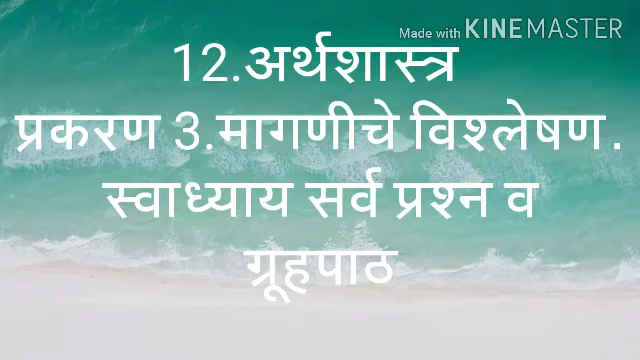 Made with KINEMASTER
12.अर्थशास्त्र
प्रकरण 3.मागणीचे विश्लेषण.
स्वाध्याय सर्व प्रश्न व
ग्रूहपाठ